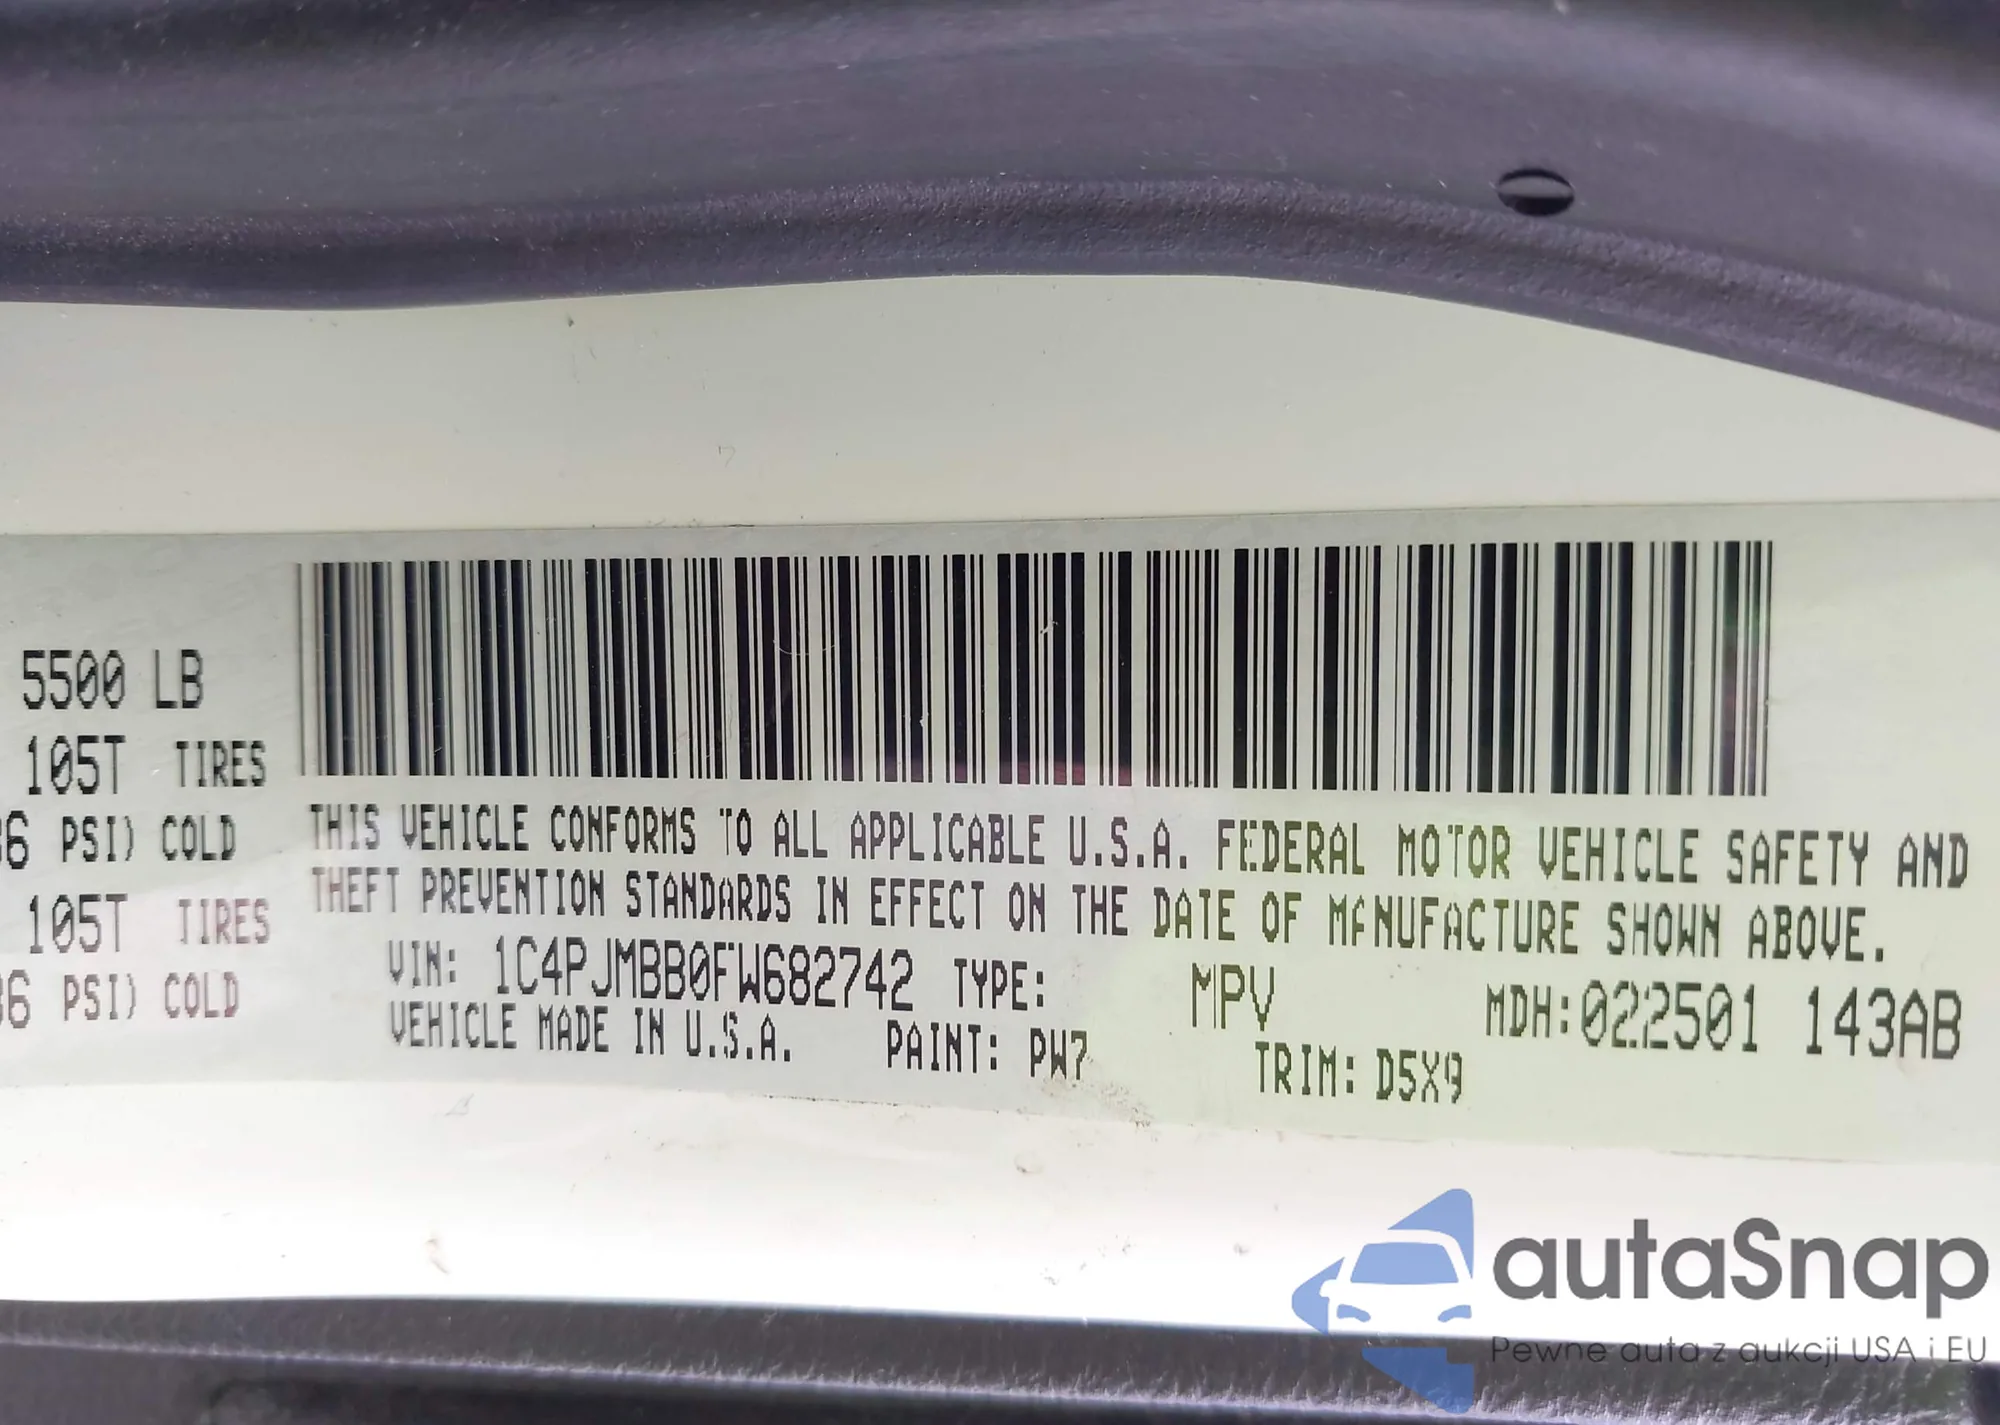 5500 LB
105T TIRES
36 PSI) COLD
105T TIRES
36 PSI) COLD
THIS VEHICLE CONFORMS TO ALL APPLICABLE U.S.A. FEDERAL MOTOR VEHICLE SAFETY AND
THEFT PREVENTION STANDARDS IN EFFECT ON THE DATE OF MANUFACTURE SHOWN ABOVE.
VIN: 1C4PJMBB0FW682742 TYPE: MPV MDH:022501 143AB
VEHICLE MADE IN U.S.A. PAINT: PW7 TRIM: D5X9
autaSnap
Pewne auta z aukcji USA i EU